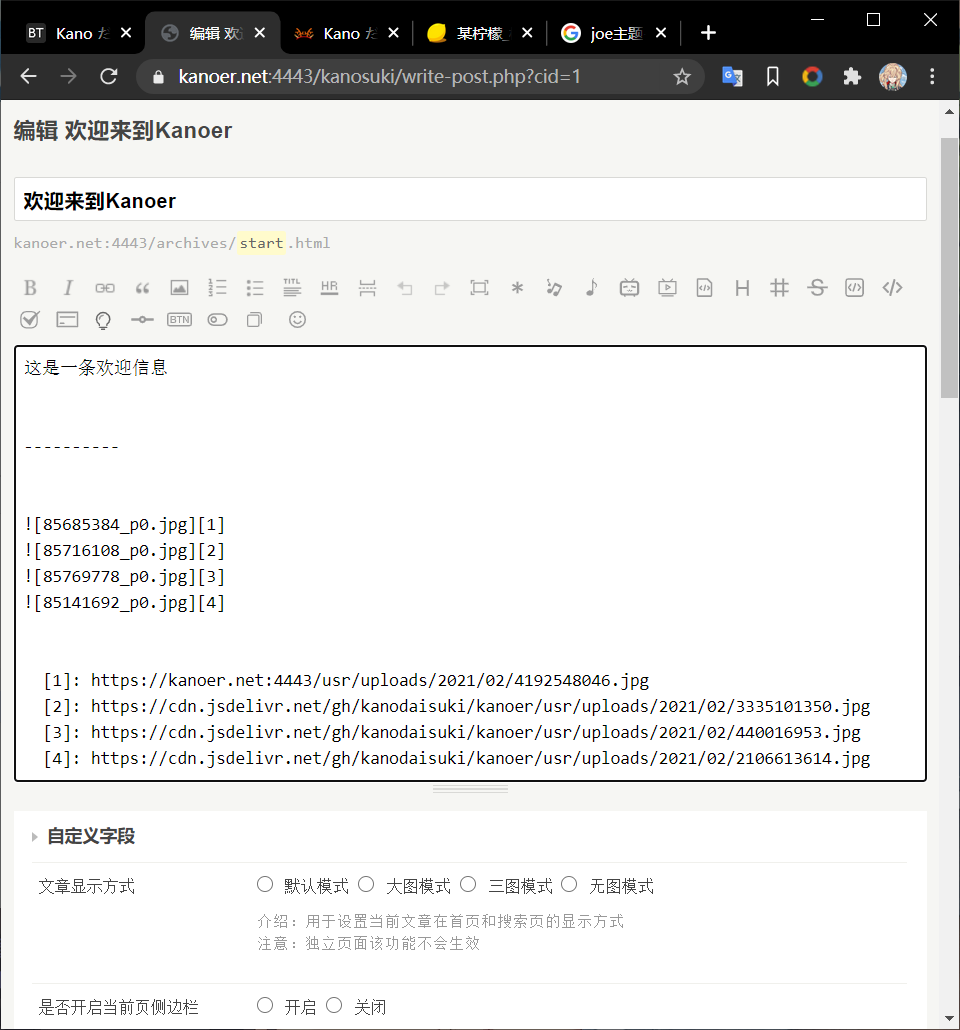 BT Kano だ
编辑 欢
Kano だ
某柠檬_
joe主题
kanoer.net:4443/kanosuki/write-post.php?cid=1
编辑 欢迎来到Kanoer
欢迎来到Kanoer
kanoer.net:4443/archives/start.html
B I TITL HR H S
BTN
这是一条欢迎信息
----------
![85685384_p0.jpg][1]
![85716108_p0.jpg][2]
![85769778_p0.jpg][3]
![85141692_p0.jpg][4]
[1]: https://kanoer.net:4443/usr/uploads/2021/02/4192548046.jpg
[2]: https://cdn.jsdelivr.net/gh/kanodaisuki/kanoer/usr/uploads/2021/02/3335101350.jpg
[3]: https://cdn.jsdelivr.net/gh/kanodaisuki/kanoer/usr/uploads/2021/02/440016953.jpg
[4]: https://cdn.jsdelivr.net/gh/kanodaisuki/kanoer/usr/uploads/2021/02/2106613614.jpg
自定义字段
文章显示方式 默认模式 大图模式 三图模式 无图模式
介绍：用于设置当前文章在首页和搜索页的显示方式
注意：独立页面该功能不会生效
是否开启当前页侧边栏 开启 关闭